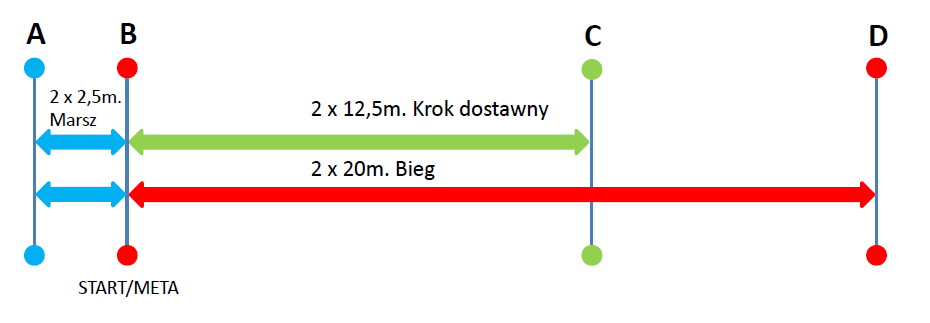 A B C D
2 x 2,5m.
Marsz
2 x 12,5m. Krok dostawny
2 x 20m. Bieg
START/META